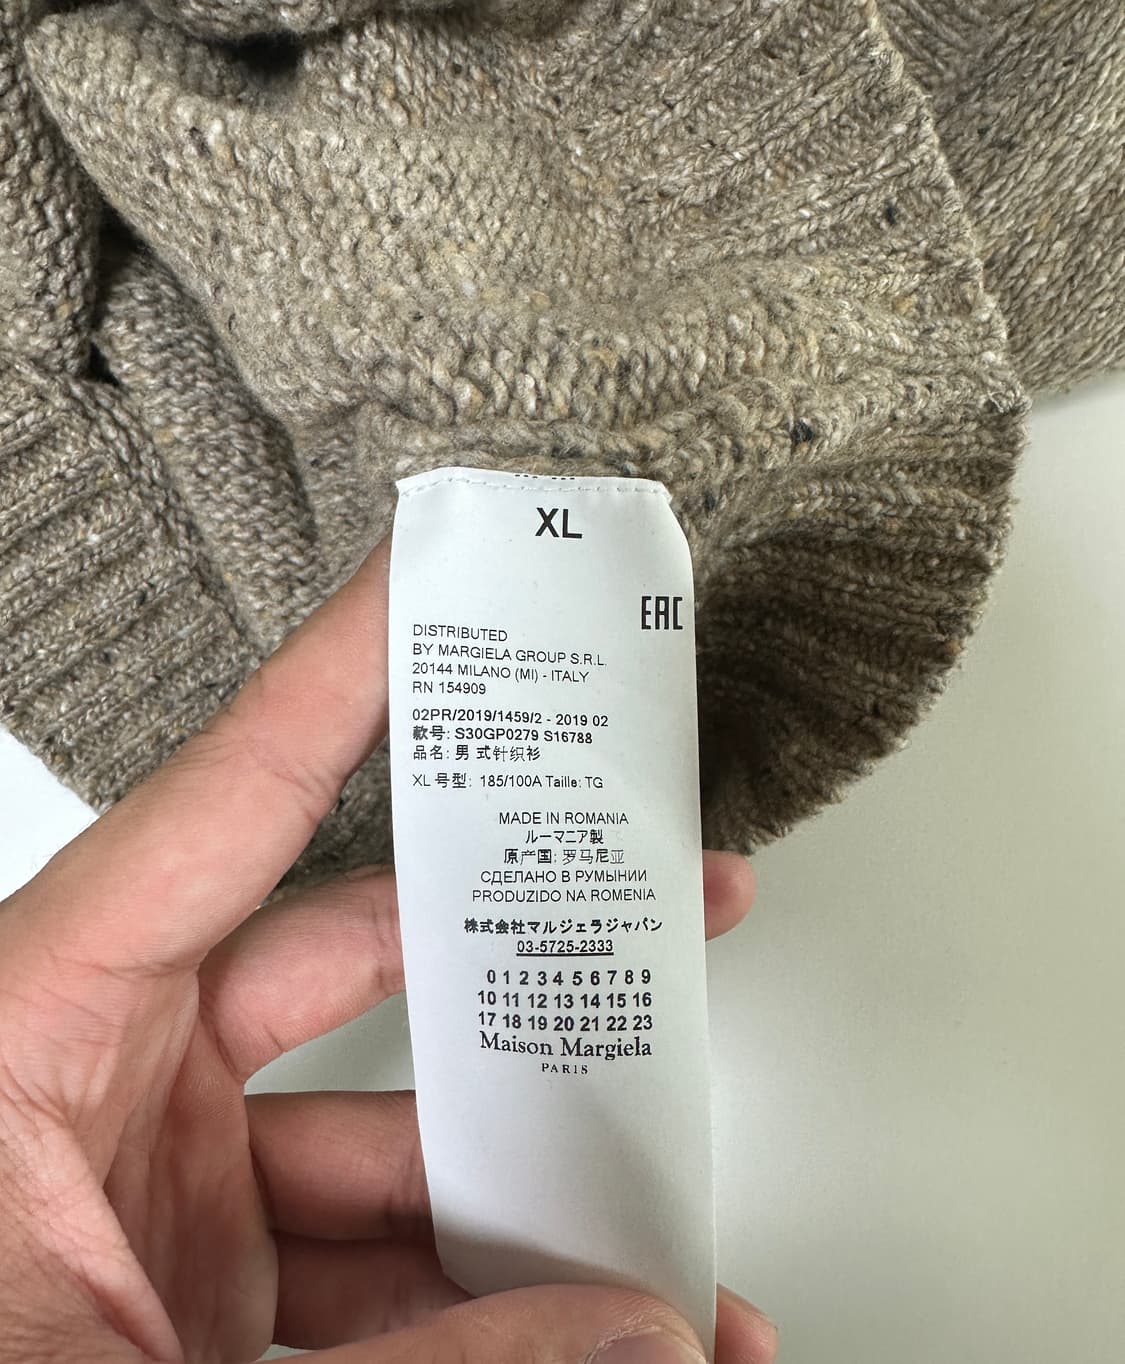 XL
EAC
DISTRIBUTED
BY MARGIELA GROUP S.R.L.
20144 MILANO (MI) - ITALY
RN 154909
02PR/2019/1459/2 - 2019 02
款号: S30GP0279 S16788
品名: 男 式针织衫
XL 号型: 185/100A Taille: TG
MADE IN ROMANIA
ルーマニア製
原产国: 罗马尼亚
СДЕЛАНО В РУМЫНИИ
PRODUZIDO NA ROMENIA
株式会社マルジェラジャパン
03-5725-2333
0 1 2 3 4 5 6 7 8 9
10 11 12 13 14 15 16
17 18 19 20 21 22 23
Maison Margiela
PARIS